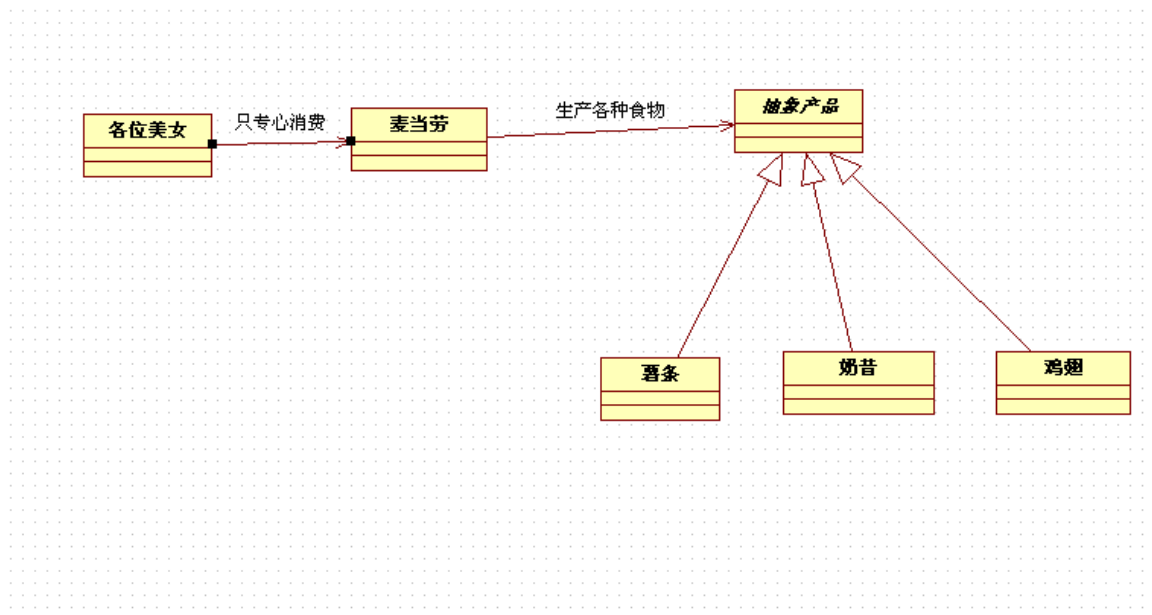 各位美女
只专心消费
麦当劳
生产各种食物
抽象产品
薯条
奶昔
鸡翅